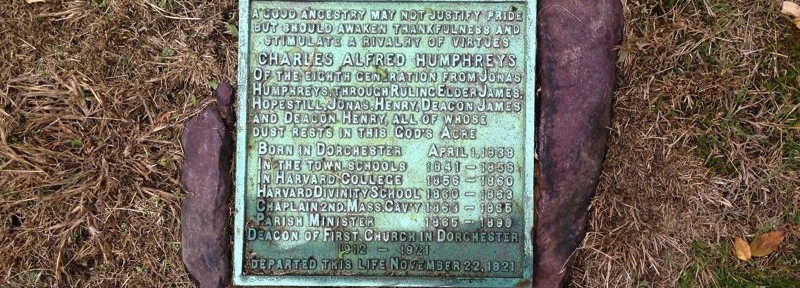 A GOOD ANCESTRY MAY NOT JUSTIFY PRIDE
BUT SHOULD AWAKEN THANKFULNESS AND
STIMULATE A RIVALRY OF VIRTUES
CHARLES ALFRED HUMPHREYS
OF THE EIGHTH GENERATION FROM JONAS
HUMPHREYS, THROUGH RULING ELDER JAMES,
HOPESTILL, JONAS, HENRY, DEACON JAMES
AND DEACON HENRY, ALL OF WHOSE
DUST RESTS IN THIS GOD'S ACRE
BORN IN DORCHESTER APRIL 1, 1838
IN THE TOWN SCHOOLS 1841 – 1856
IN HARVARD COLLEGE 1856 – 1860
HARVARD DIVINITY SCHOOL 1860 – 1863
CHAPLAIN 2ND. MASS. CAV'Y 1863 – 1865
PARISH MINISTER 1865 – 1899
DEACON OF FIRST CHURCH IN DORCHESTER
1912 – 1921
DEPARTED THIS LIFE NOVEMBER 22, 1921